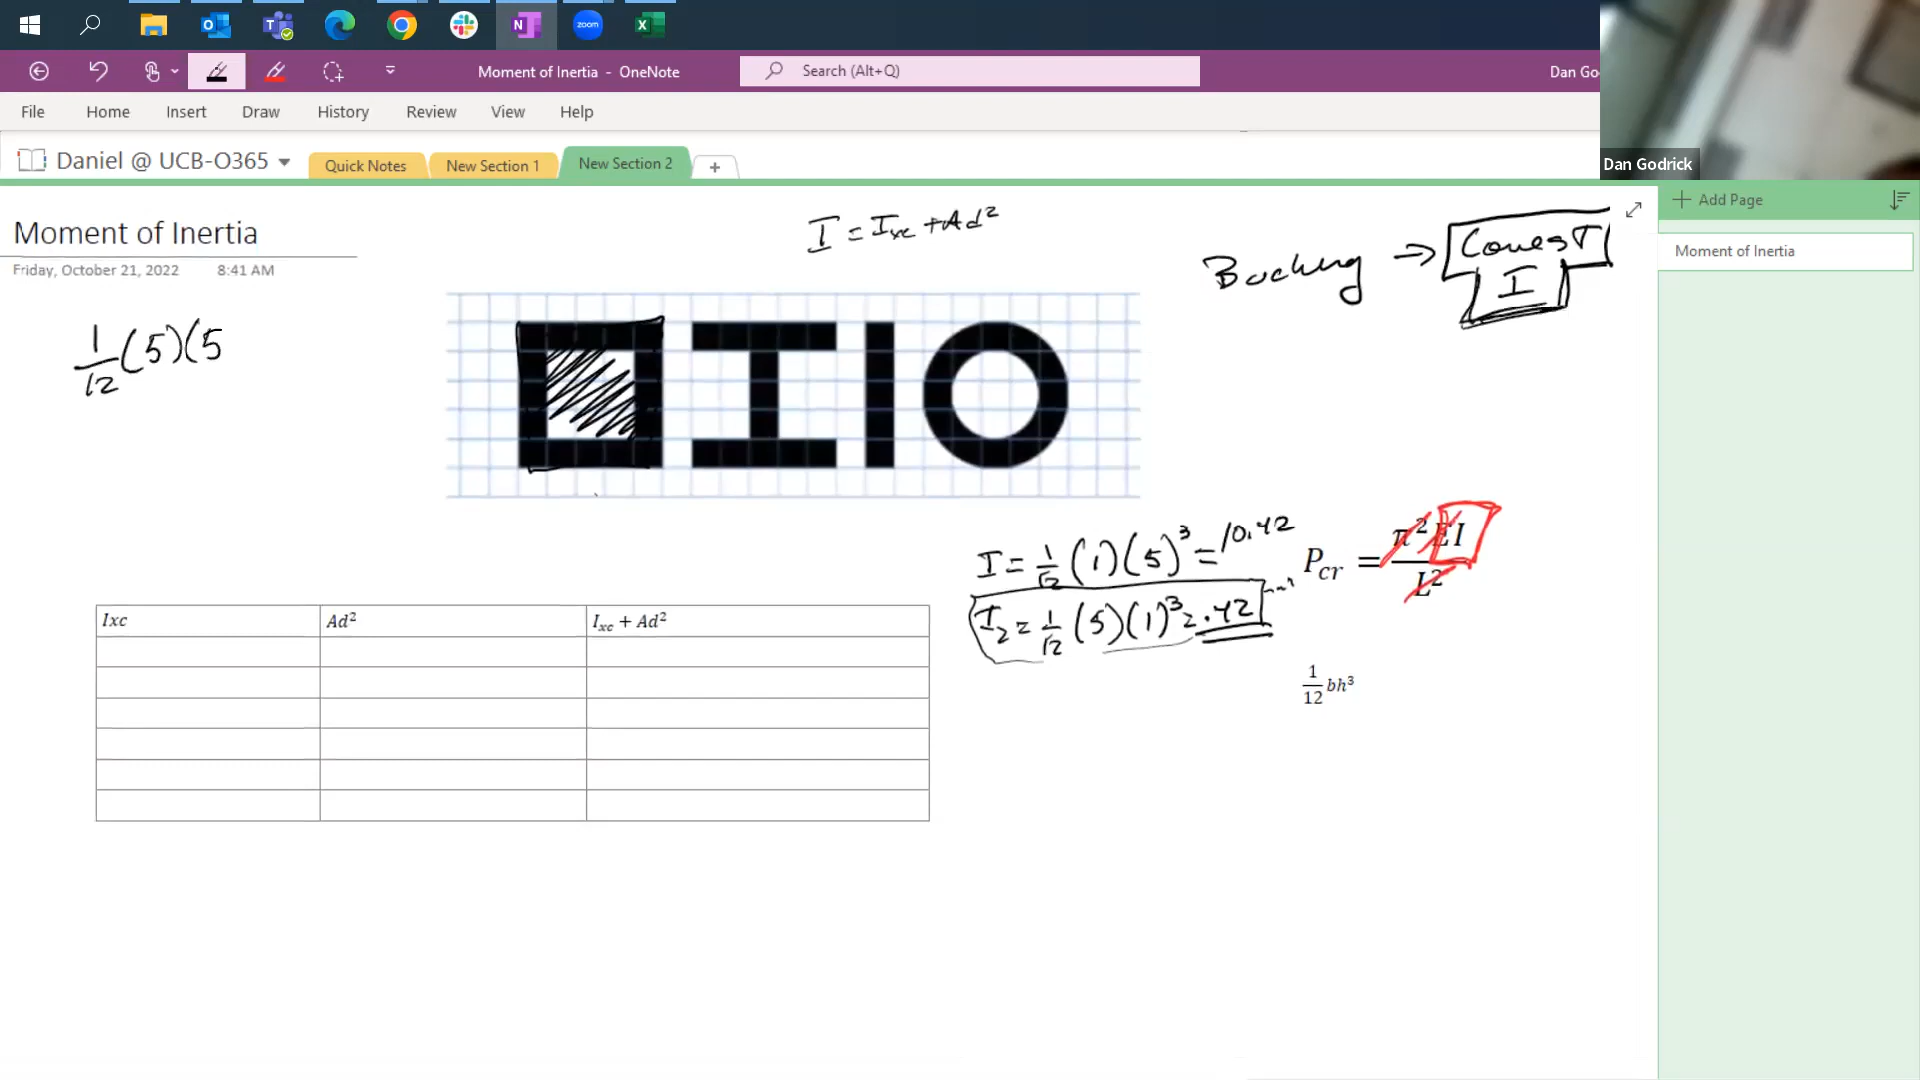 Moment of Inertia - OneNote
Search (Alt+Q)
Dan Go
File Home Insert Draw History Review View Help
Daniel @ UCB-O365
Quick Notes
New Section 1
New Section 2
Dan Godrick
Add Page
Moment of Inertia
Moment of Inertia
Friday, October 21, 2022 8:41 AM
I = Ixc + Ad²
Buckling → Lowest
I
1/12 (5)(5
I = 1/12 (1)(5)³ = 10.42
I₂ = 1/12 (5)(1)³ = .42
P_cr = π²EI / L²
1/12 bh³
Ixc Ad² I_xc + Ad²